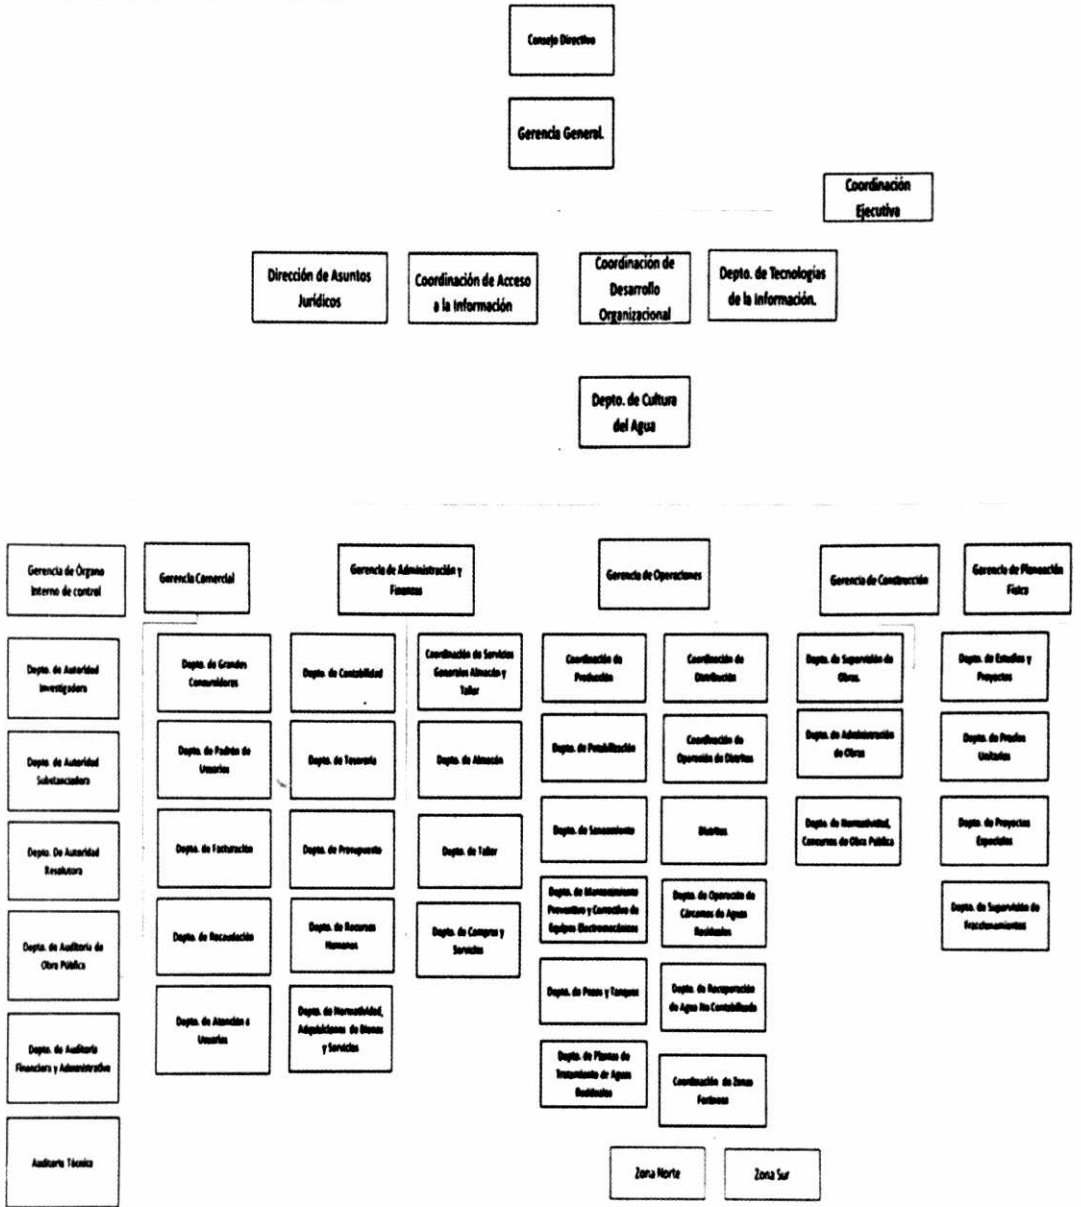 Consejo Directivo
Gerencia General.
Coordinación
Ejecutiva
Dirección de Asuntos
Jurídicos
Coordinación de Acceso
a la Información
Coordinación de
Desarrollo
Organizacional
Depto. de Tecnologías
de la Información.
Depto. de Cultura
del Agua
Gerencia de Órgano
Interno de control
Depto. de Autoridad
Investigadora
Depto. de Autoridad
Substanciadora
Depto. De Autoridad
Resolutora
Depto. de Auditoría de
Obra Pública
Depto. de Auditoría
Financiera y Administrativa
Auditoría Técnica
Gerencia Comercial
Depto. de Grandes
Consumidores
Depto. de Padrón de
Usuarios
Depto. de Facturación
Depto. de Recaudación
Depto. de Atención a
Usuarios
Gerencia de Administración y
Finanzas
Depto. de Contabilidad
Depto. de Tesorería
Depto. de Presupuesto
Depto. de Recursos
Humanos
Depto. de Normatividad,
Adquisiciones de Bienes
y Servicios
Coordinación de Servicios
Generales Almacén y
Taller
Depto. de Almacén
Depto. de Taller
Depto. de Compras y
Servicios
Gerencia de Operaciones
Coordinación de
Producción
Depto. de Potabilización
Depto. de Saneamiento
Depto. de Mantenimiento
Preventivo y Correctivo de
Equipos Electromecánicos
Depto. de Pozos y Tanques
Depto. de Plantas de
Tratamiento de Aguas
Residuales
Coordinación de
Distribución
Coordinación de
Operación de Distritos
Distritos
Depto. de Operación de
Cárcamos de Aguas
Residuales
Depto. de Recuperación
de Agua No Contabilizada
Coordinación de Zonas
Foráneas
Zona Norte
Zona Sur
Gerencia de Construcción
Depto. de Supervisión de
Obras.
Depto. de Administración
de Obras
Depto. de Normatividad,
Concursos de Obra Pública
Gerencia de Planeación
Física
Depto. de Estudios y
Proyectos
Depto. de Precios
Unitarios
Depto. de Proyectos
Especiales
Depto. de Supervisión de
Fraccionamientos